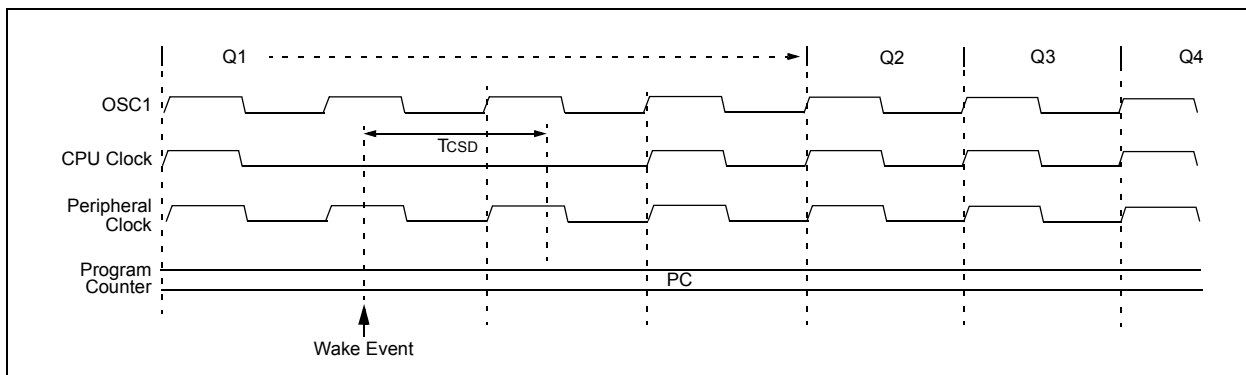 Q1 Q2 Q3 Q4
OSC1
TCSD
CPU Clock
Peripheral
Clock
Program
Counter
PC
Wake Event